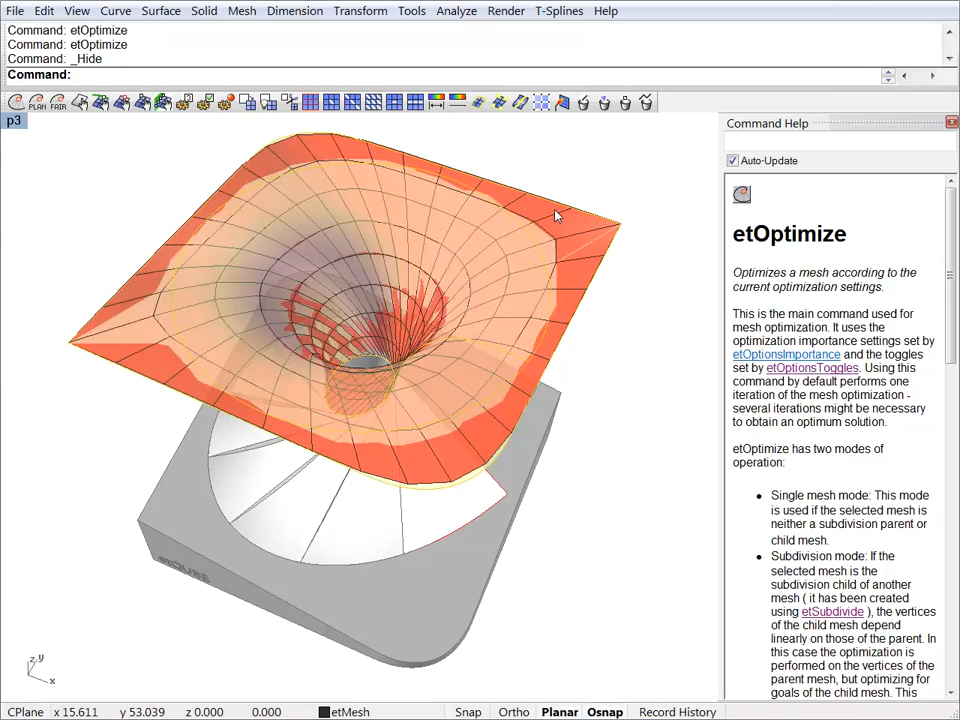 File Edit View Curve Surface Solid Mesh Dimension Transform Tools Analyze Render T-Splines Help
Command: etOptimize
Command: etOptimize
Command: _Hide
Command:
PLAN FAIR
p3
Command Help
Auto-Update
etOptimize
Optimizes a mesh according to the
current optimization settings.
This is the main command used for
mesh optimization. It uses the
optimization importance settings set by
etOptionsImportance and the toggles
set by etOptionsToggles. Using this
command by default performs one
iteration of the mesh optimization -
several iterations might be necessary
to obtain an optimum solution.
etOptimize has two modes of
operation:
Single mesh mode: This mode
is used if the selected mesh is
neither a subdivision parent or
child mesh.
Subdivision mode: If the
selected mesh is the
subdivision child of another
mesh ( it has been created
using etSubdivide ), the vertices
of the child mesh depend
linearly on those of the parent. In
this case the optimization is
performed on the vertices of the
parent mesh, but optimizing for
goals of the child mesh. This
z y
x
CPlane x 15.611 y 53.039 z 0.000 0.000 etMesh Snap Ortho Planar Osnap Record History